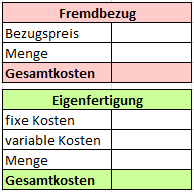 Fremdbezug
Bezugspreis
Menge
Gesamtkosten
Eigenfertigung
fixe Kosten
variable Kosten
Menge
Gesamtkosten